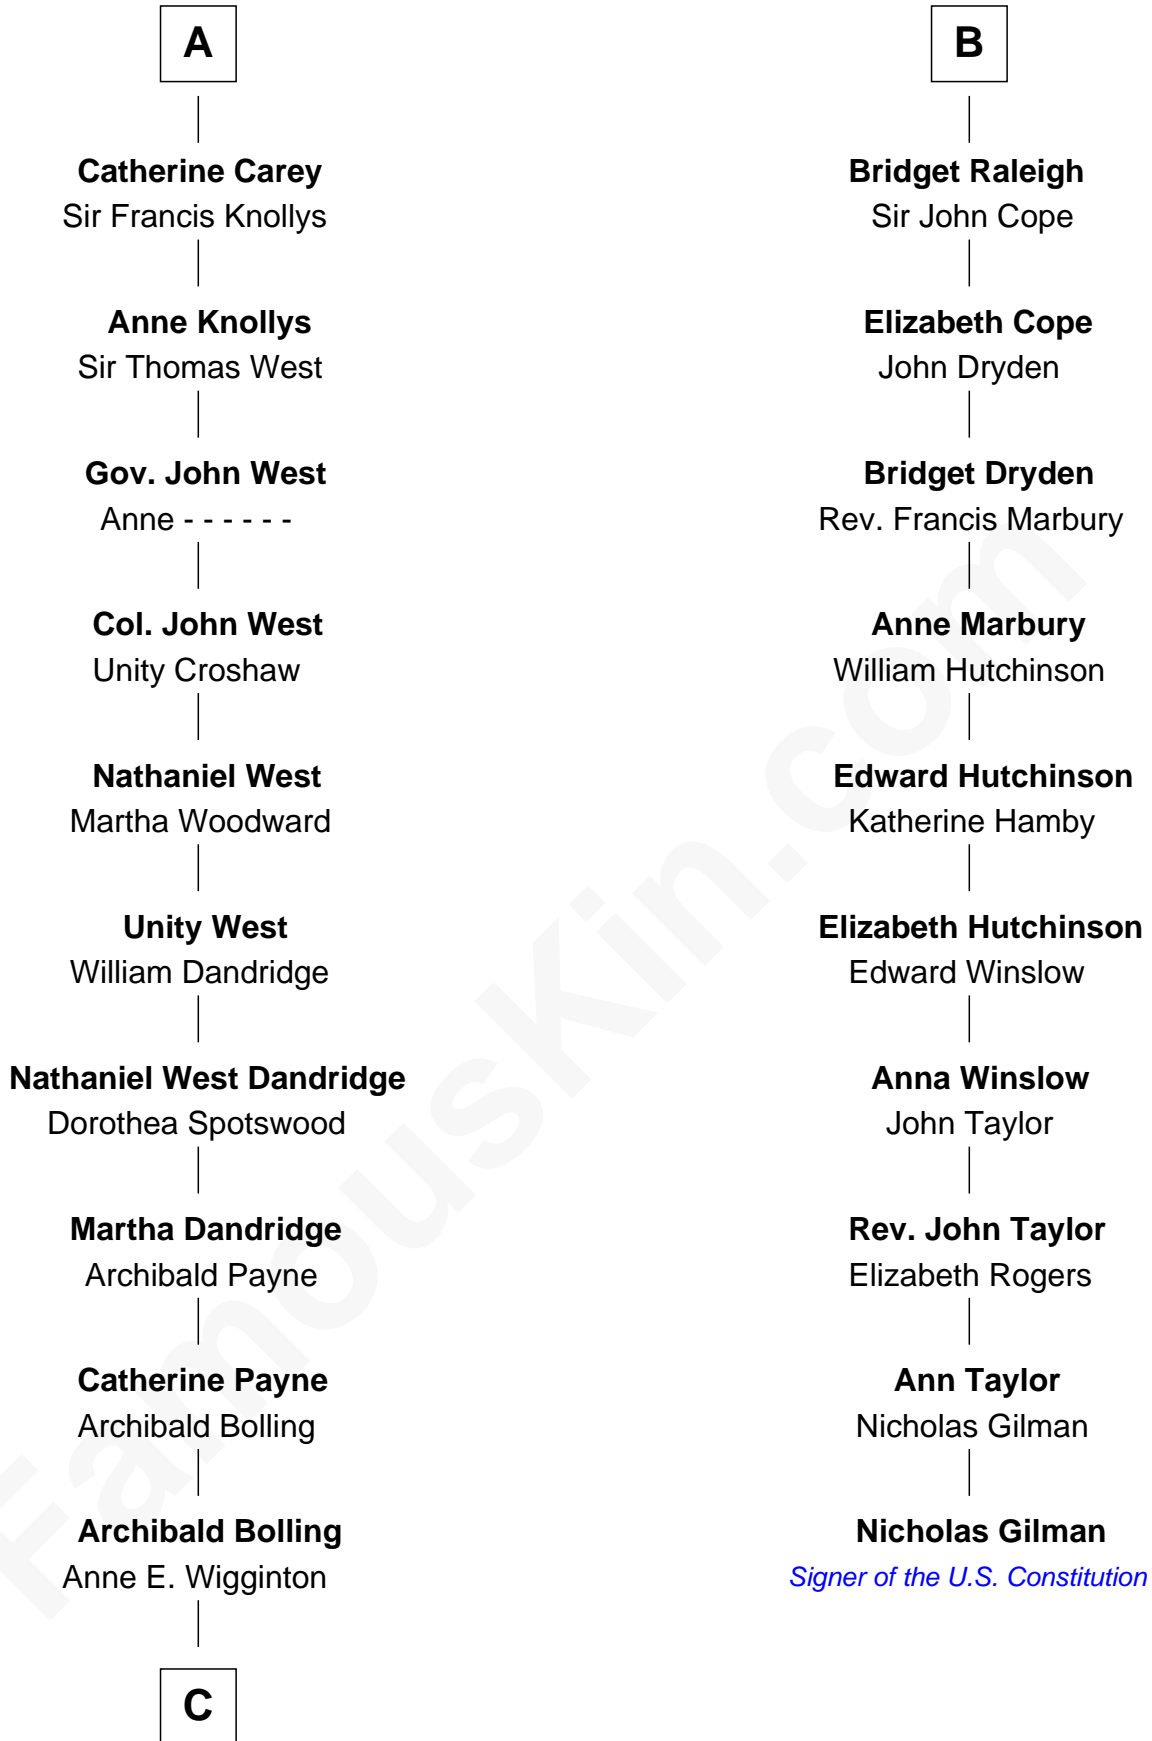 A
Catherine Carey
Sir Francis Knollys
Anne Knollys
Sir Thomas West
Gov. John West
Anne - - - - - -
Col. John West
Unity Croshaw
Nathaniel West
Martha Woodward
Unity West
William Dandridge
Nathaniel West Dandridge
Dorothea Spotswood
Martha Dandridge
Archibald Payne
Catherine Payne
Archibald Bolling
Archibald Bolling
Anne E. Wigginton
C
B
Bridget Raleigh
Sir John Cope
Elizabeth Cope
John Dryden
Bridget Dryden
Rev. Francis Marbury
Anne Marbury
William Hutchinson
Edward Hutchinson
Katherine Hamby
Elizabeth Hutchinson
Edward Winslow
Anna Winslow
John Taylor
Rev. John Taylor
Elizabeth Rogers
Ann Taylor
Nicholas Gilman
Nicholas Gilman
Signer of the U.S. Constitution
FamousKin.com